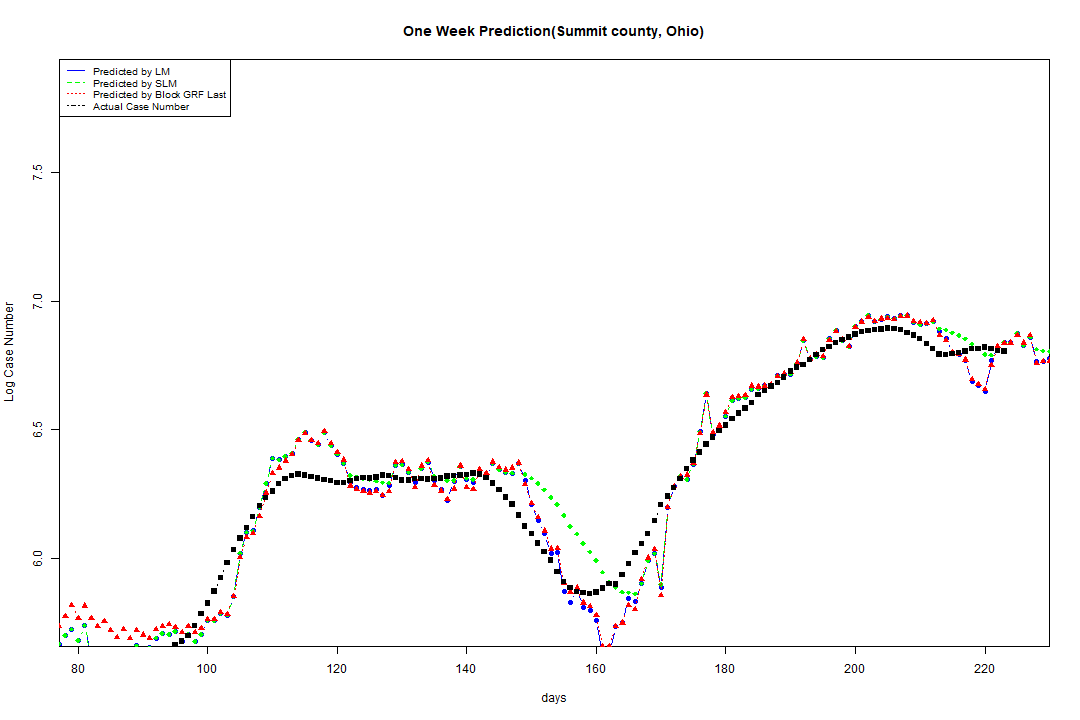 One Week Prediction(Summit county, Ohio)
Predicted by LM
Predicted by SLM
Predicted by Block GRF Last
Actual Case Number
7.5
7.0
6.5
6.0
Log Case Number
80 100 120 140 160 180 200 220
days